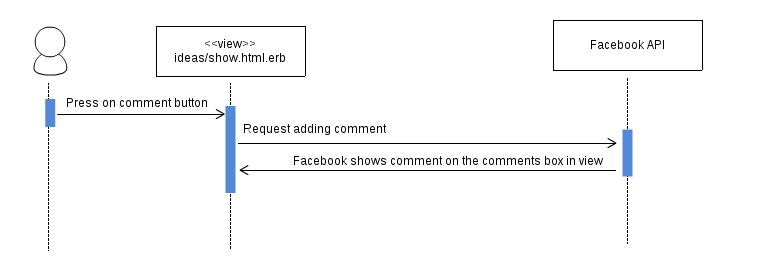 <<view>>
ideas/show.html.erb
Facebook API
Press on comment button
Request adding comment
Facebook shows comment on the comments box in view